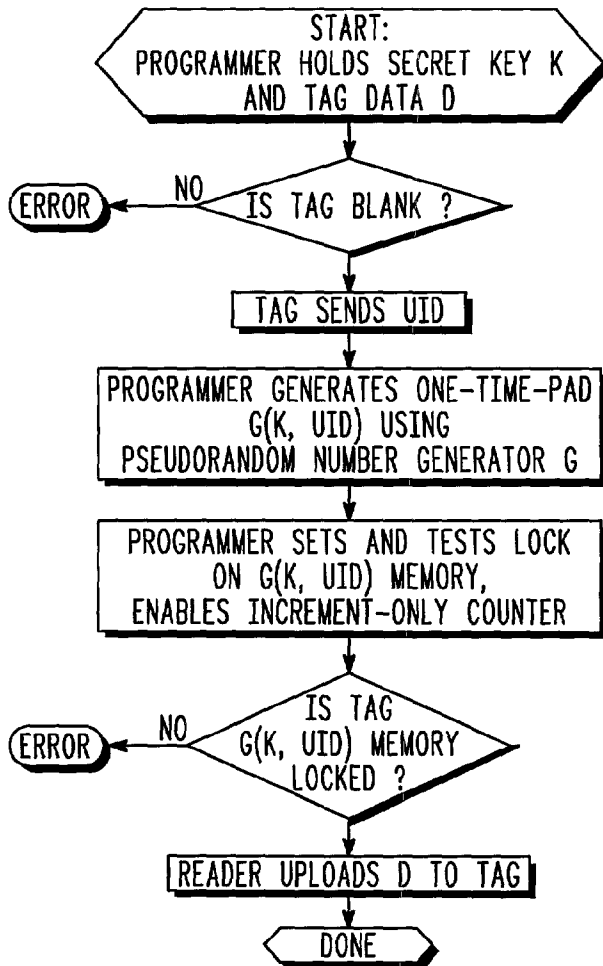 START:
PROGRAMMER HOLDS SECRET KEY K
AND TAG DATA D
NO
ERROR
IS TAG BLANK ?
TAG SENDS UID
PROGRAMMER GENERATES ONE-TIME-PAD
G(K, UID) USING
PSEUDORANDOM NUMBER GENERATOR G
PROGRAMMER SETS AND TESTS LOCK
ON G(K, UID) MEMORY,
ENABLES INCREMENT-ONLY COUNTER
NO
ERROR
IS TAG
G(K, UID) MEMORY
LOCKED ?
READER UPLOADS D TO TAG
DONE